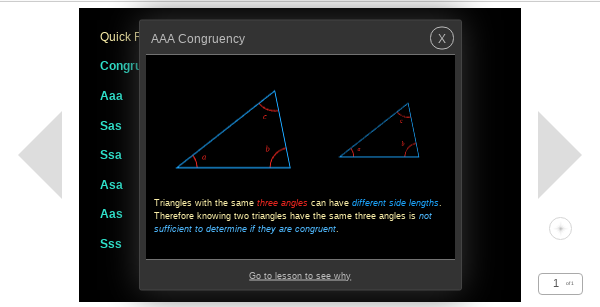 Quick
AAA Congruency
X
Aaa
Sas
Ssa
Asa
Aas
Sss
c
a
b
c
a
b
Triangles with the same three angles can have different side lengths.
Therefore knowing two triangles have the same three angles is not
sufficient to determine if they are congruent.
Go to lesson to see why
1 of 1